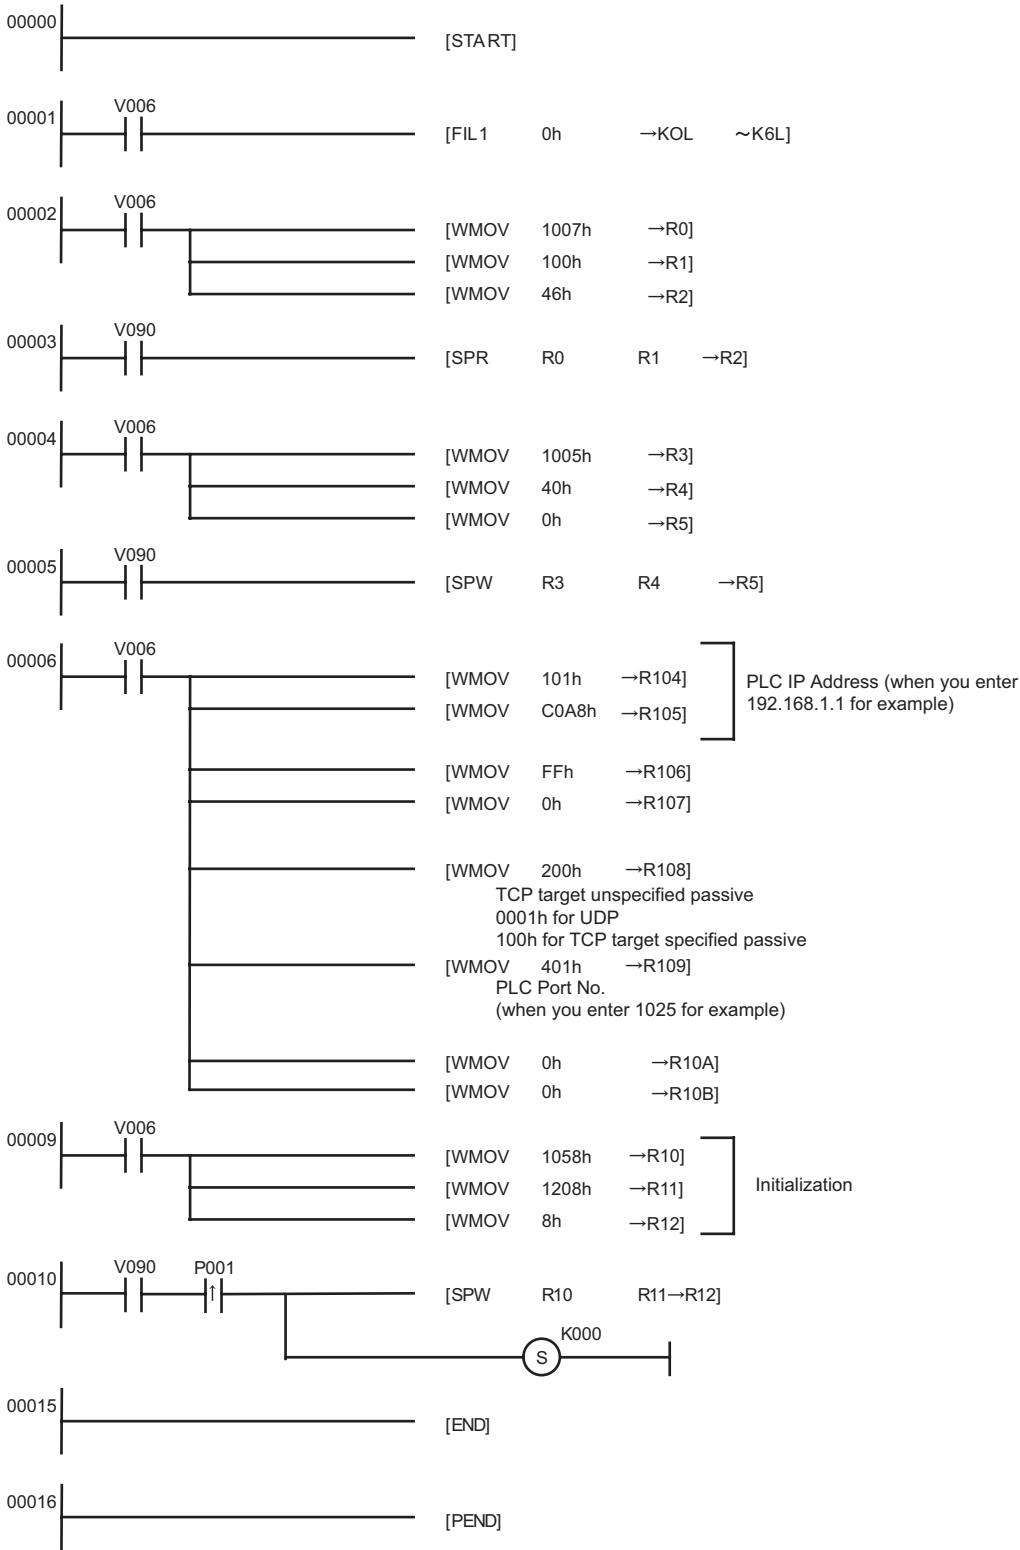 00000
[START]
V006
00001
[FIL1 0h →KOL ～K6L]
V006
00002
[WMOV 1007h →R0]
[WMOV 100h →R1]
[WMOV 46h →R2]
V090
00003
[SPR R0 R1 →R2]
V006
00004
[WMOV 1005h →R3]
[WMOV 40h →R4]
[WMOV 0h →R5]
V090
00005
[SPW R3 R4 →R5]
V006
00006
[WMOV 101h →R104]
[WMOV C0A8h →R105]
PLC IP Address (when you enter
192.168.1.1 for example)
[WMOV FFh →R106]
[WMOV 0h →R107]
[WMOV 200h →R108]
TCP target unspecified passive
0001h for UDP
100h for TCP target specified passive
[WMOV 401h →R109]
PLC Port No.
(when you enter 1025 for example)
[WMOV 0h →R10A]
[WMOV 0h →R10B]
V006
00009
[WMOV 1058h →R10]
[WMOV 1208h →R11]
[WMOV 8h →R12]
Initialization
V090 P001
00010
↑
[SPW R10 R11→R12]
K000
S
00015
[END]
00016
[PEND]